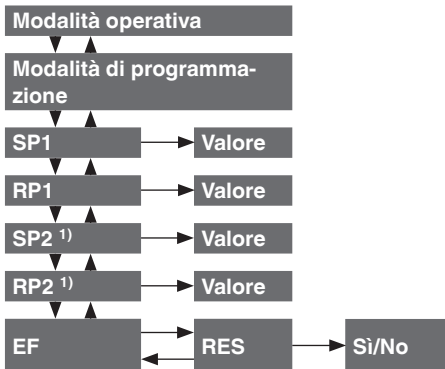 Modalità operativa
Modalità di programma-
zione
SP1 Valore
RP1 Valore
SP2 1) Valore
RP2 1) Valore
EF RES Sì/No